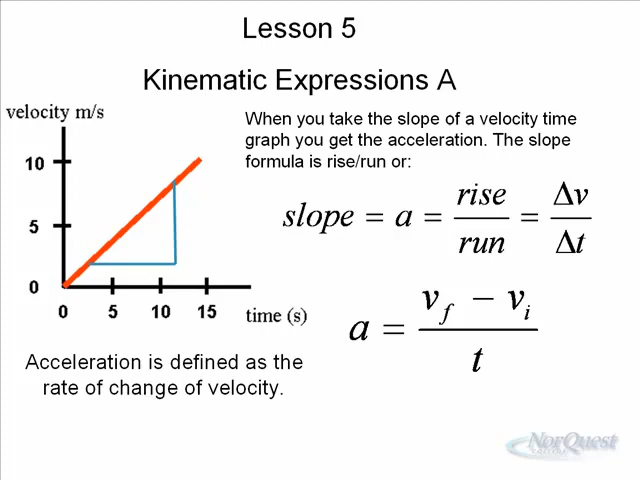 Lesson 5
Kinematic Expressions A
velocity m/s
10
5
0
0 5 10 15 time (s)
When you take the slope of a velocity time
graph you get the acceleration. The slope
formula is rise/run or:
slope = a = rise/run = Δv/Δt
a = (v_f − v_i)/t
Acceleration is defined as the
rate of change of velocity.
NorQuest